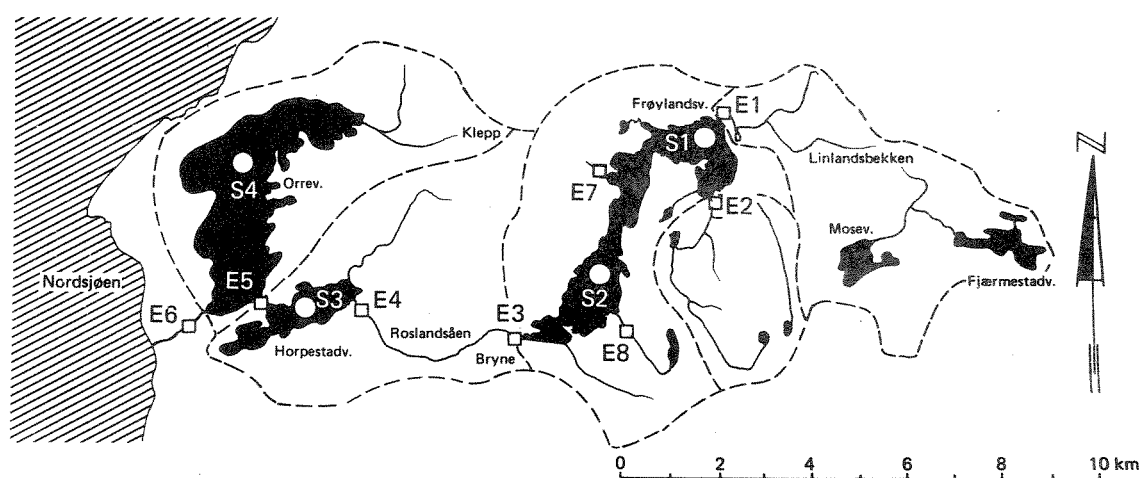 Frøylandsv.
E1
S1
Klepp
Linlandsbekken
S4
E7
Orrev.
E2
Mosev.
Nordsjøen
E5
S2
Fjærmestadv.
E6
S3
E4
E3
E8
Roslandsåen
Horpestadv.
Bryne
N
0 2 4 6 8 10 km